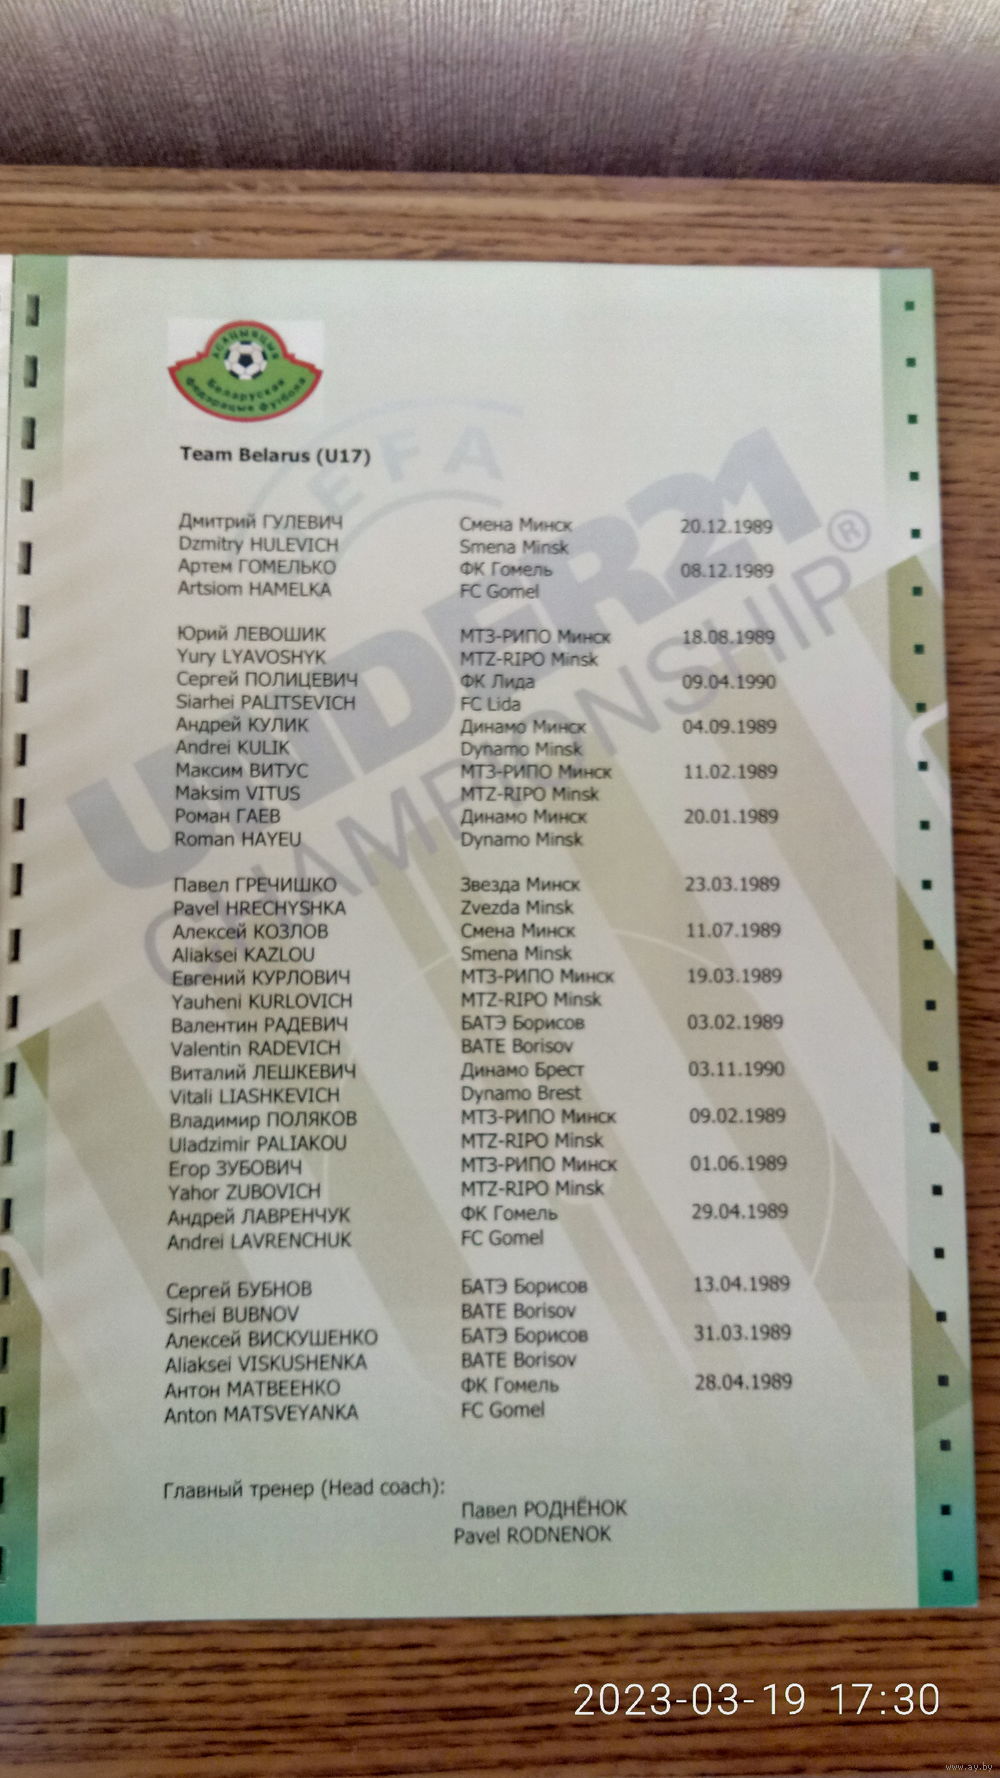 АСАЦЫЯЦЫЯ
Беларуская
федэрацыя футбола
UEFA
UNDER21
CHAMPIONSHIP®
Team Belarus (U17)
Дмитрий ГУЛЕВИЧ Смена Минск 20.12.1989
Dzmitry HULEVICH Smena Minsk
Артем ГОМЕЛЬКО ФК Гомель 08.12.1989
Artsiom HAMELKA FC Gomel
Юрий ЛЕВОШИК МТЗ-РИПО Минск 18.08.1989
Yury LYAVOSHYK MTZ-RIPO Minsk
Сергей ПОЛИЦЕВИЧ ФК Лида 09.04.1990
Siarhei PALITSEVICH FC Lida
Андрей КУЛИК Динамо Минск 04.09.1989
Andrei KULIK Dynamo Minsk
Максим ВИТУС МТЗ-РИПО Минск 11.02.1989
Maksim VITUS MTZ-RIPO Minsk
Роман ГАЕВ Динамо Минск 20.01.1989
Roman HAYEU Dynamo Minsk
Павел ГРЕЧИШКО Звезда Минск 23.03.1989
Pavel HRECHYSHKA Zvezda Minsk
Алексей КОЗЛОВ Смена Минск 11.07.1989
Aliaksei KAZLOU Smena Minsk
Евгений КУРЛОВИЧ МТЗ-РИПО Минск 19.03.1989
Yauheni KURLOVICH MTZ-RIPO Minsk
Валентин РАДЕВИЧ БАТЭ Борисов 03.02.1989
Valentin RADEVICH BATE Borisov
Виталий ЛЕШКЕВИЧ Динамо Брест 03.11.1990
Vitali LIASHKEVICH Dynamo Brest
Владимир ПОЛЯКОВ МТЗ-РИПО Минск 09.02.1989
Uladzimir PALIAKOU MTZ-RIPO Minsk
Егор ЗУБОВИЧ МТЗ-РИПО Минск 01.06.1989
Yahor ZUBOVICH MTZ-RIPO Minsk
Андрей ЛАВРЕНЧУК ФК Гомель 29.04.1989
Andrei LAVRENCHUK FC Gomel
Сергей БУБНОВ БАТЭ Борисов 13.04.1989
Sirhei BUBNOV BATE Borisov
Алексей ВИСКУШЕНКО БАТЭ Борисов 31.03.1989
Aliaksei VISKUSHENKA BATE Borisov
Антон МАТВЕЕНКО ФК Гомель 28.04.1989
Anton MATSVEYANKA FC Gomel
Главный тренер (Head coach):
Павел РОДНЁНОК
Pavel RODNENOK
2023-03-19 17:30
www.ay.by